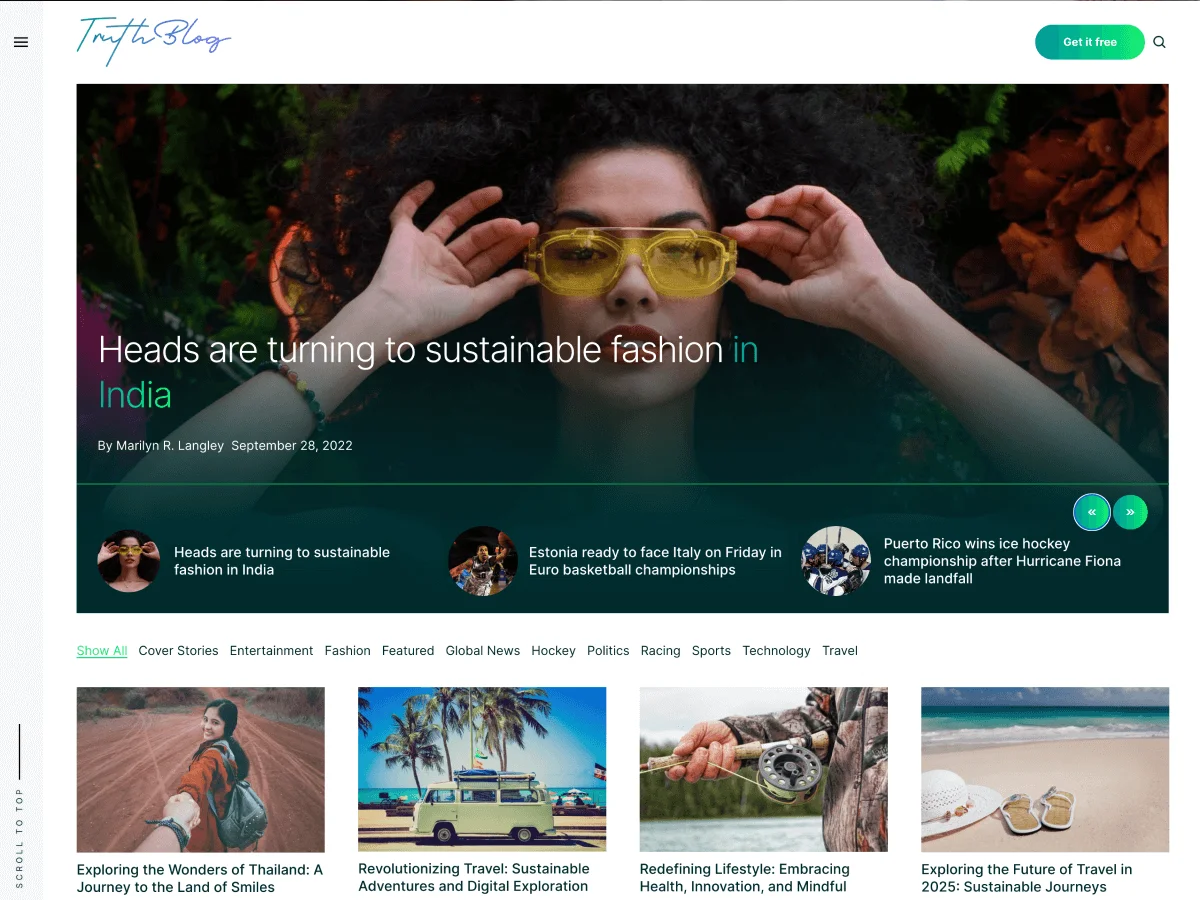 Truth Blog
Get it free
Heads are turning to sustainable fashion in
India
By Marilyn R. Langley September 28, 2022
«
»
Heads are turning to sustainable
fashion in India
Estonia ready to face Italy on Friday in
Euro basketball championships
Puerto Rico wins ice hockey
championship after Hurricane Fiona
made landfall
Show All Cover Stories Entertainment Fashion Featured Global News Hockey Politics Racing Sports Technology Travel
Exploring the Wonders of Thailand: A
Journey to the Land of Smiles
Revolutionizing Travel: Sustainable
Adventures and Digital Exploration
Redefining Lifestyle: Embracing
Health, Innovation, and Mindful
Exploring the Future of Travel in
2025: Sustainable Journeys
SCROLL TO TOP